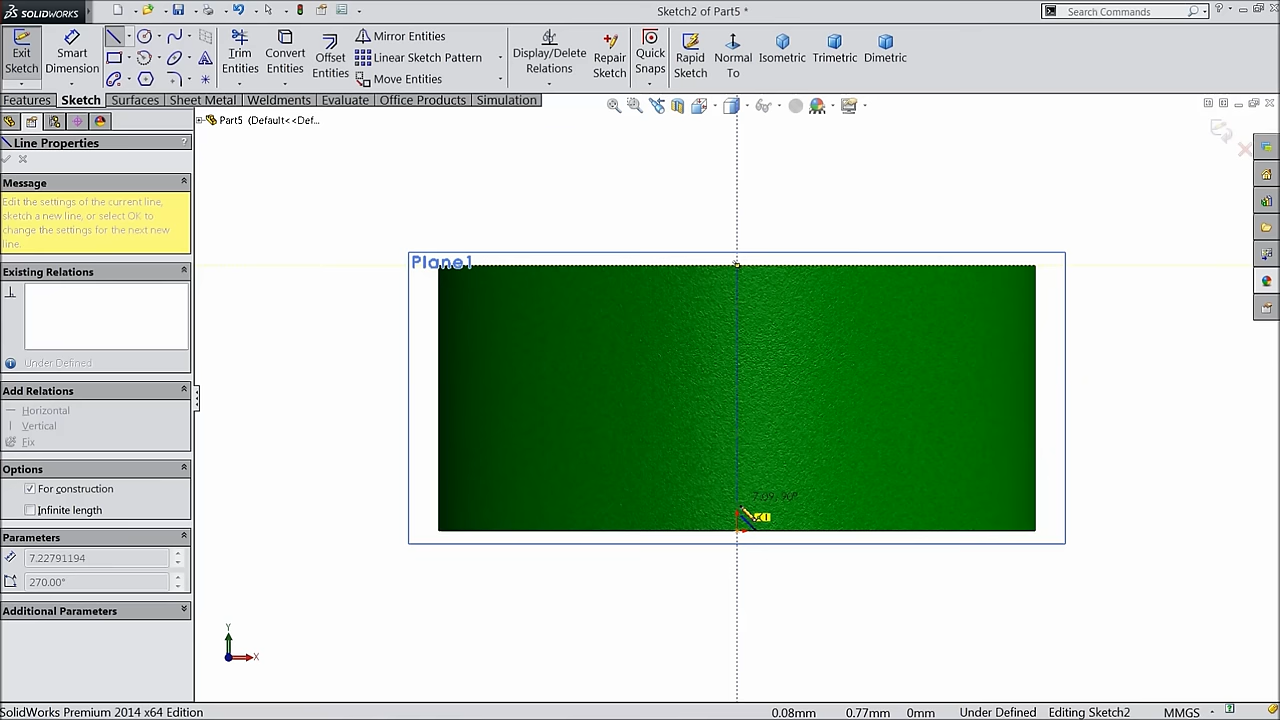 SOLIDWORKS
Sketch2 of Part5 *
Search Commands
Exit Sketch
Smart Dimension
Trim Entities
Convert Entities
Offset Entities
Mirror Entities
Linear Sketch Pattern
Move Entities
Display/Delete Relations
Repair Sketch
Quick Snaps
Rapid Sketch
Normal To
Isometric
Trimetric
Dimetric
Features
Sketch
Surfaces
Sheet Metal
Weldments
Evaluate
Office Products
Simulation
Part5 (Default<<Def...
Line Properties
?
Message
Edit the settings of the current line,
sketch a new line, or select OK to
change the settings for the next new
line.
Existing Relations
Under Defined
Add Relations
Horizontal
Vertical
Fix
Options
For construction
Infinite length
Parameters
7.22791194
270.00°
Additional Parameters
Plane1
7.09, 90°
Y
X
SolidWorks Premium 2014 x64 Edition
0.08mm
0.77mm
0mm
Under Defined
Editing Sketch2
MMGS